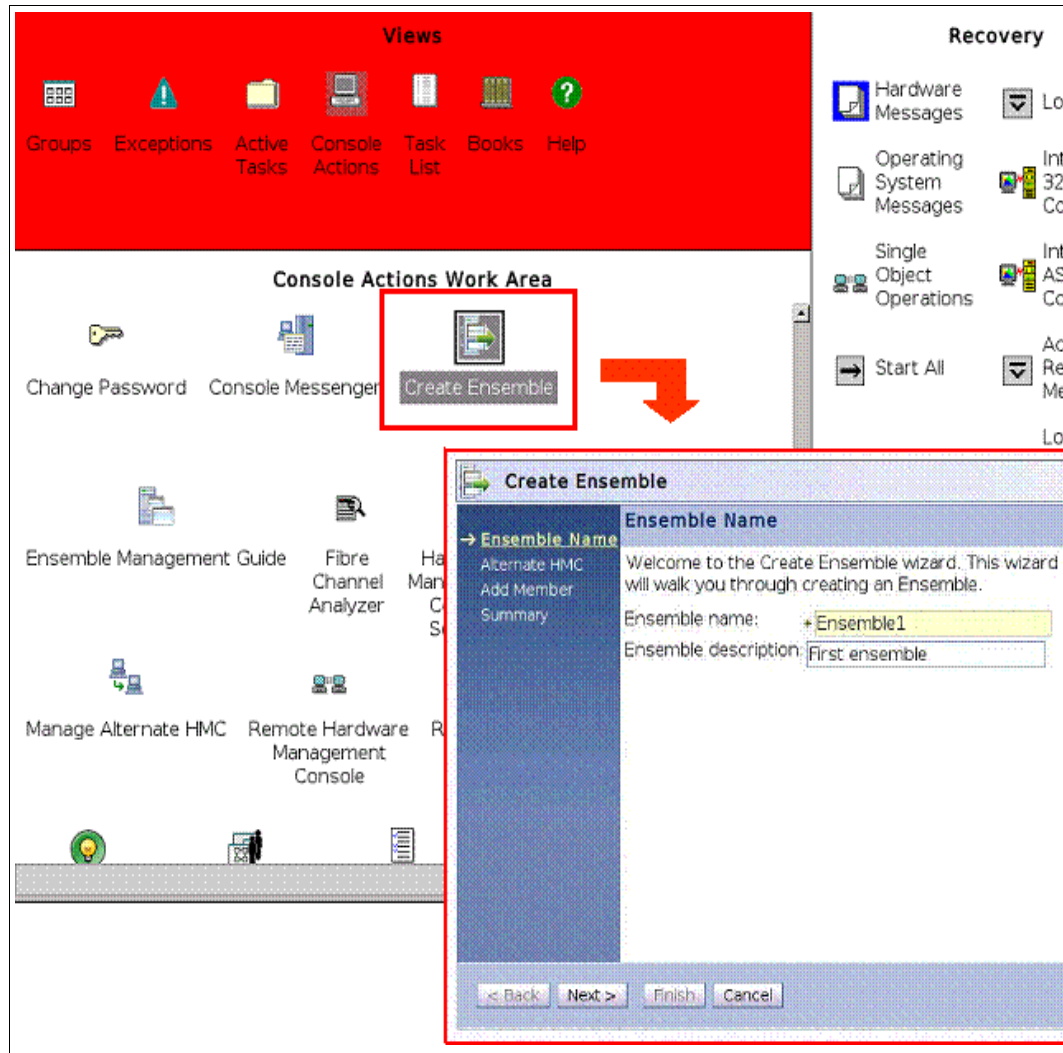 Views
Groups
Exceptions
Active
Tasks
Console
Actions
Task
List
Books
Help
Recovery
Hardware
Messages
Operating
System
Messages
Single
Object
Operations
Start All
Console Actions Work Area
Change Password
Console Messenger
Create Ensemble
Ensemble Management Guide
Fibre
Channel
Analyzer
Manage Alternate HMC
Remote Hardware
Management
Console
Create Ensemble
Ensemble Name
Alternate HMC
Add Member
Summary
Ensemble Name
Welcome to the Create Ensemble wizard. This wizard
will walk you through creating an Ensemble.
Ensemble name: + Ensemble1
Ensemble description: First ensemble
< Back
Next >
Finish
Cancel